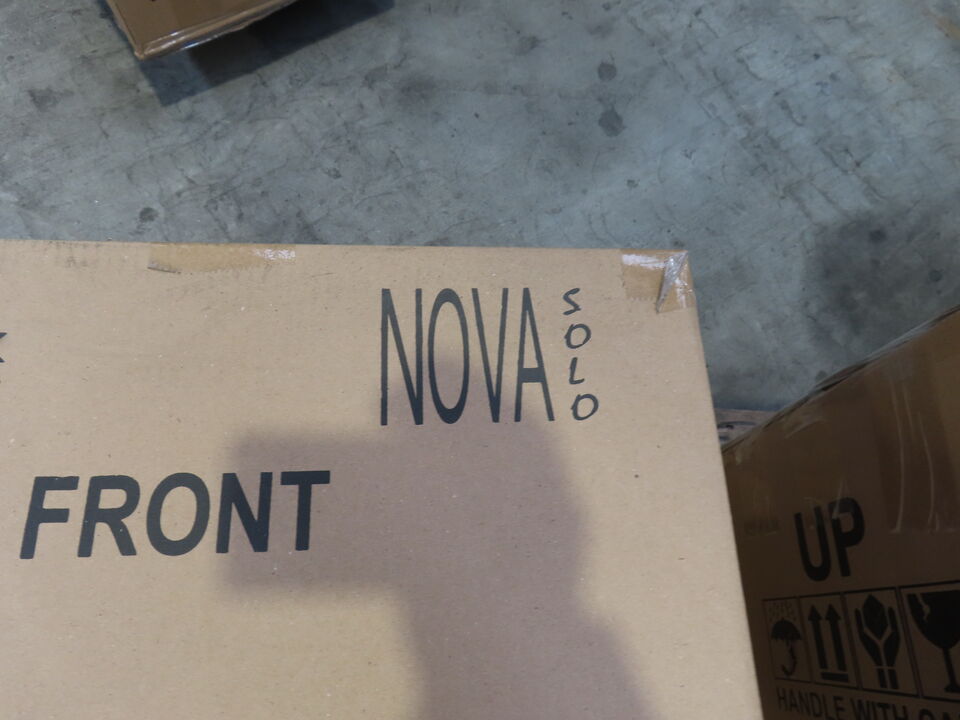 NOVA
SOLO
FRONT
UP
HANDLE WITH